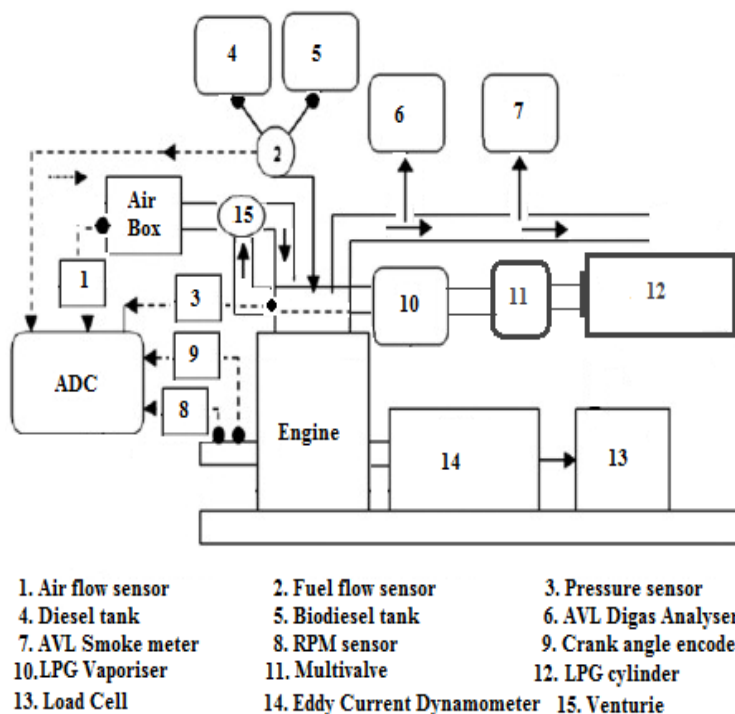 4
5
6
7
2
Air
Box
15
1
3
10
11
12
ADC
9
8
Engine
14
13
1. Air flow sensor
2. Fuel flow sensor
3. Pressure sensor
4. Diesel tank
5. Biodiesel tank
6. AVL Digas Analyser
7. AVL Smoke meter
8. RPM sensor
9. Crank angle encode
10. LPG Vaporiser
11. Multivalve
12. LPG cylinder
13. Load Cell
14. Eddy Current Dynamometer
15. Venturie